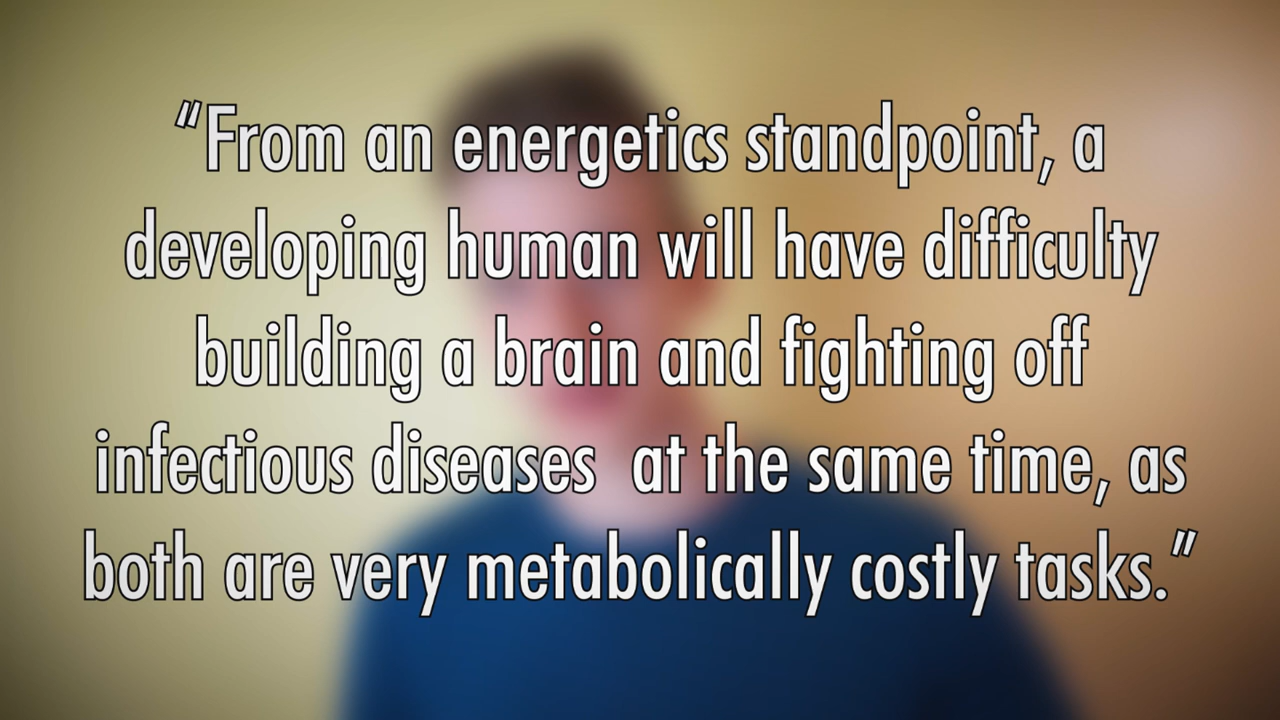 “From an energetics standpoint, a
developing human will have difficulty
building a brain and fighting off
infectious diseases  at the same time, as
both are very metabolically costly tasks.”